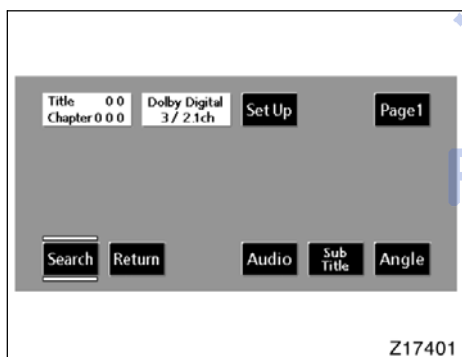 Title 0 0
Chapter 0 0 0
Dolby Digital
3 / 2.1ch
Set Up
Page1
Search
Return
Audio
Sub
Title
Angle
Z17401